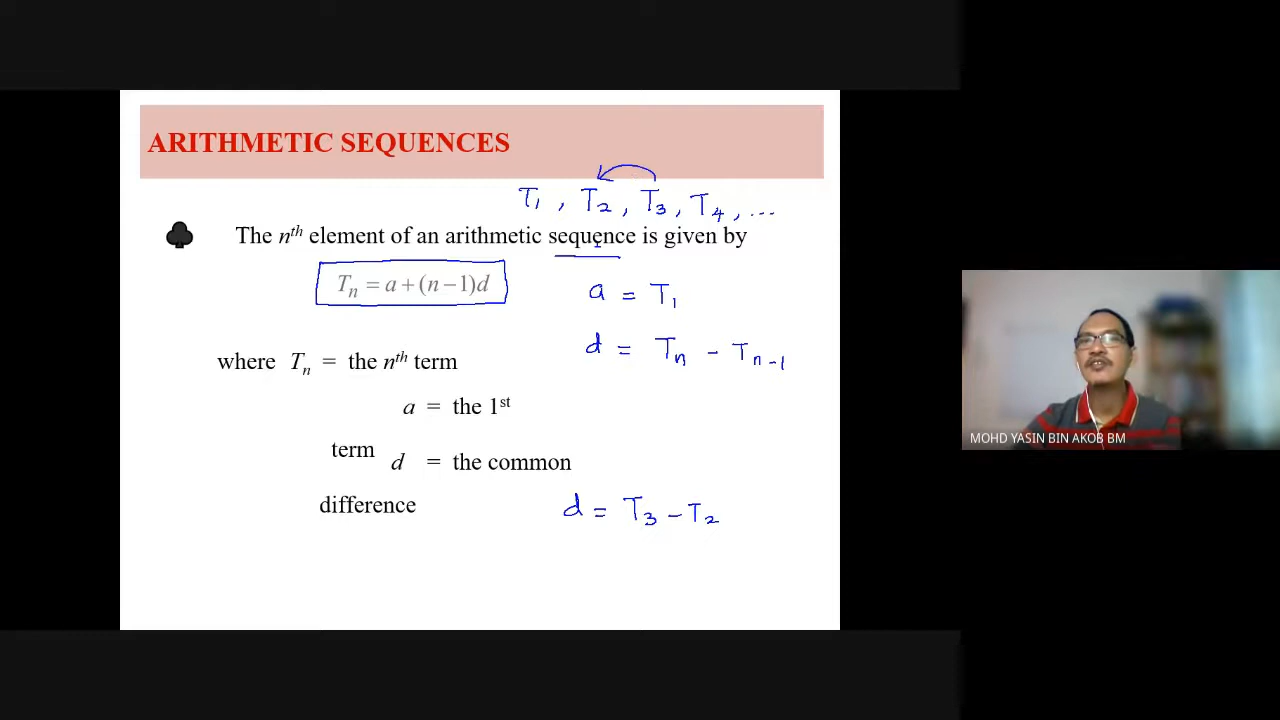 ARITHMETIC SEQUENCES
T₁ , T₂ , T₃ , T₄ , ...
The nᵗʰ element of an arithmetic sequence is given by
Tₙ = a + (n − 1)d
a = T₁
d = Tₙ − Tₙ₋₁
where Tₙ = the nᵗʰ term
a = the 1ˢᵗ
term d = the common
difference
d = T₃ − T₂
MOHD YASIN BIN AKOB BM